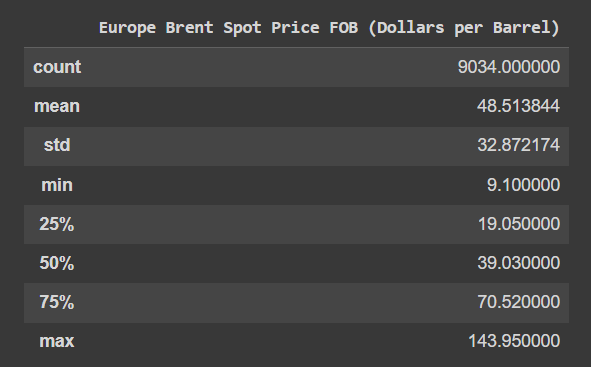 Europe Brent Spot Price FOB (Dollars per Barrel)
count 9034.000000
mean 48.513844
std 32.872174
min 9.100000
25% 19.050000
50% 39.030000
75% 70.520000
max 143.950000